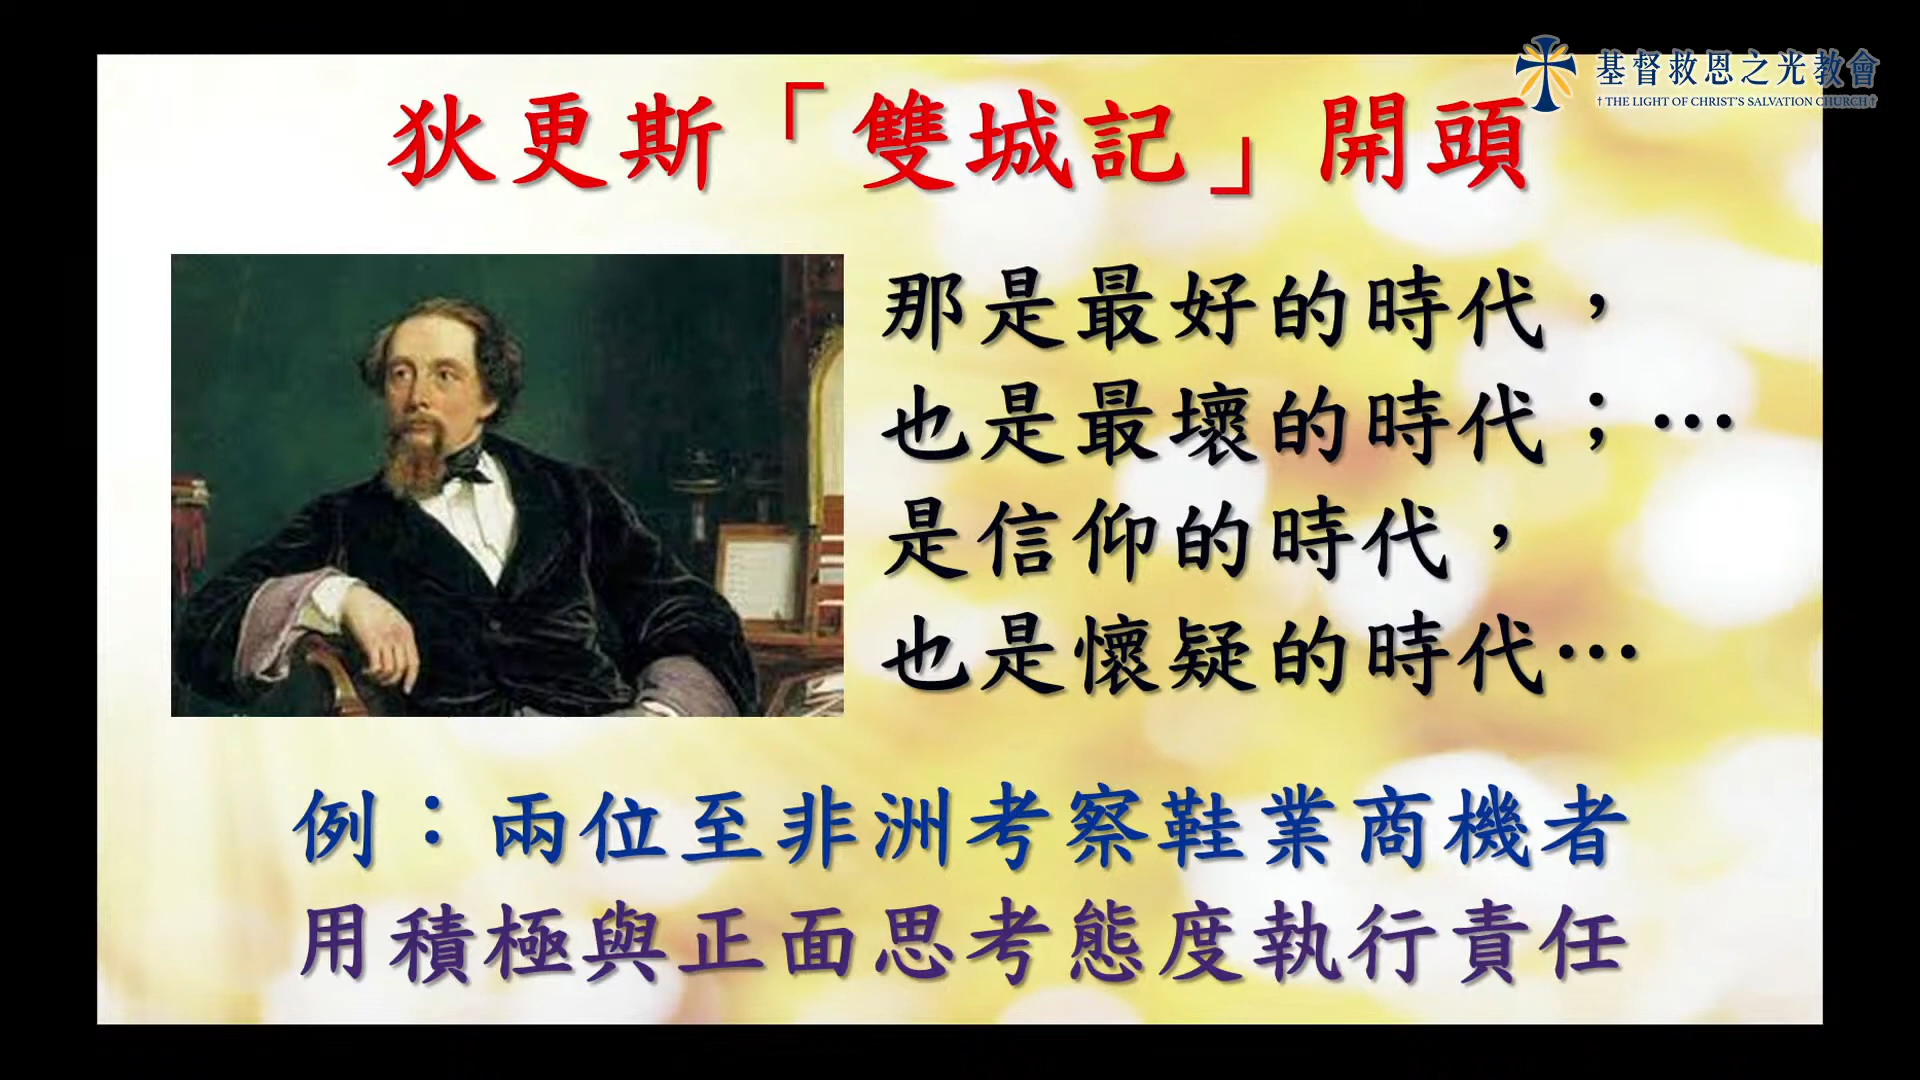 基督救恩之光教會
†THE LIGHT OF CHRIST'S SALVATION CHURCH†
狄更斯「雙城記」開頭
那是最好的時代，
也是最壞的時代；…
是信仰的時代，
也是懷疑的時代…
例：兩位至非洲考察鞋業商機者
用積極與正面思考態度執行責任